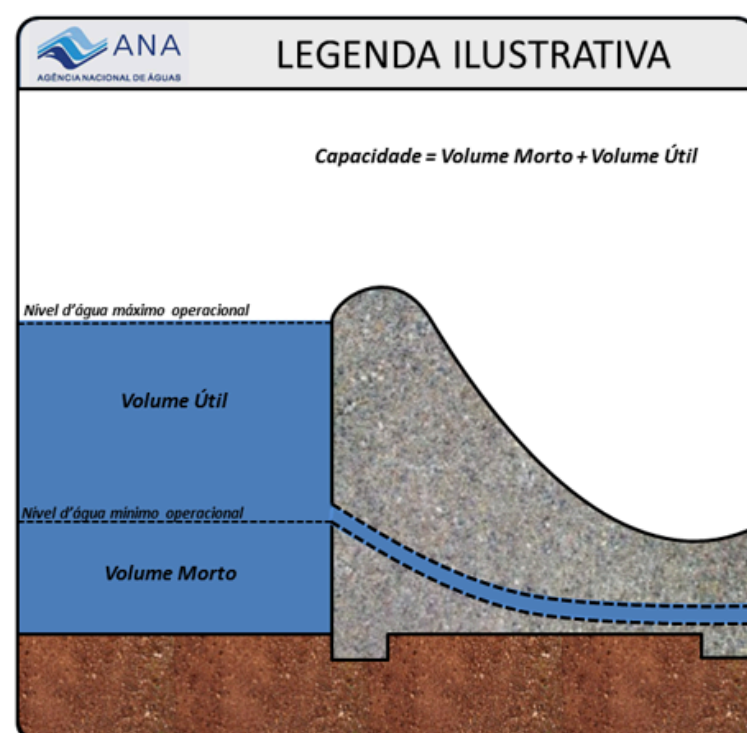 ANA
AGÊNCIA NACIONAL DE ÁGUAS
LEGENDA ILUSTRATIVA
Capacidade = Volume Morto + Volume Útil
Nível d'água máximo operacional
Volume Útil
Nível d'água mínimo operacional
Volume Morto